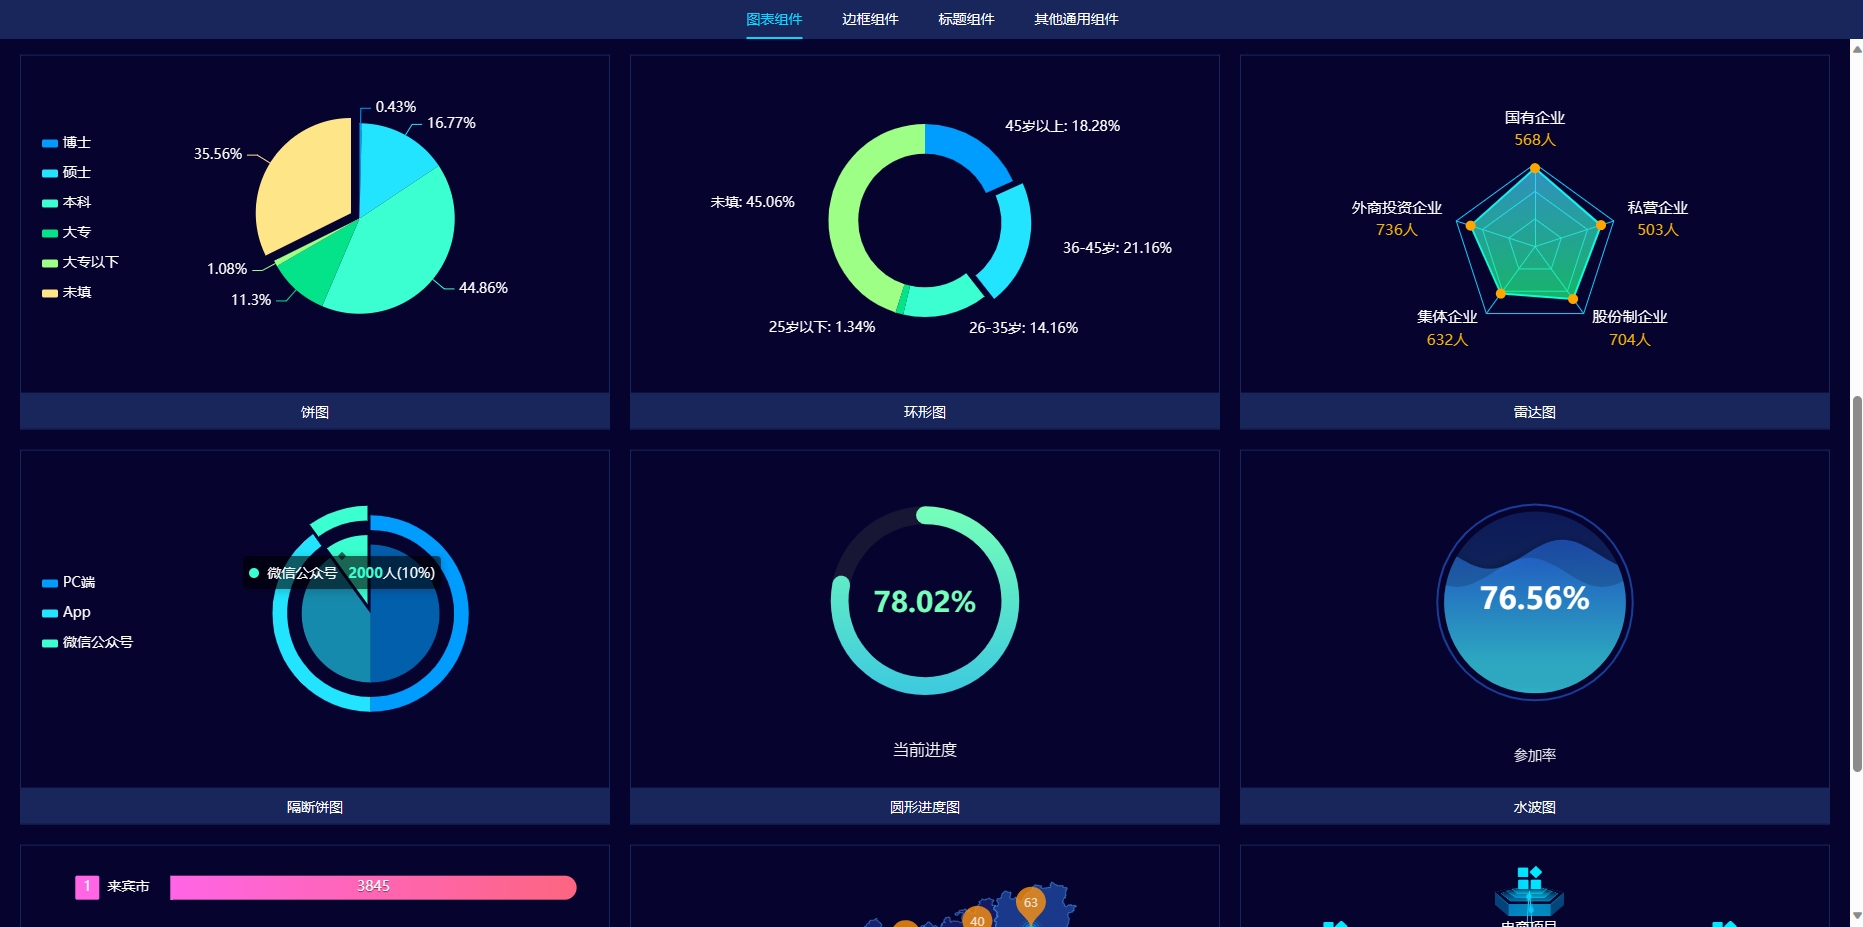 图表组件
边框组件
标题组件
其他通用组件
博士
硕士
本科
大专
大专以下
未填
0.43%
16.77%
35.56%
1.08%
11.3%
44.86%
饼图
45岁以上: 18.28%
未填: 45.06%
36-45岁: 21.16%
25岁以下: 1.34%
26-35岁: 14.16%
环形图
国有企业
568人
外商投资企业
736人
私营企业
503人
集体企业
632人
股份制企业
704人
雷达图
PC端
App
微信公众号
微信公众号 2000人(10%)
隔断饼图
78.02%
当前进度
圆形进度图
76.56%
参加率
水波图
1 来宾市 3845
63
40
电商项目